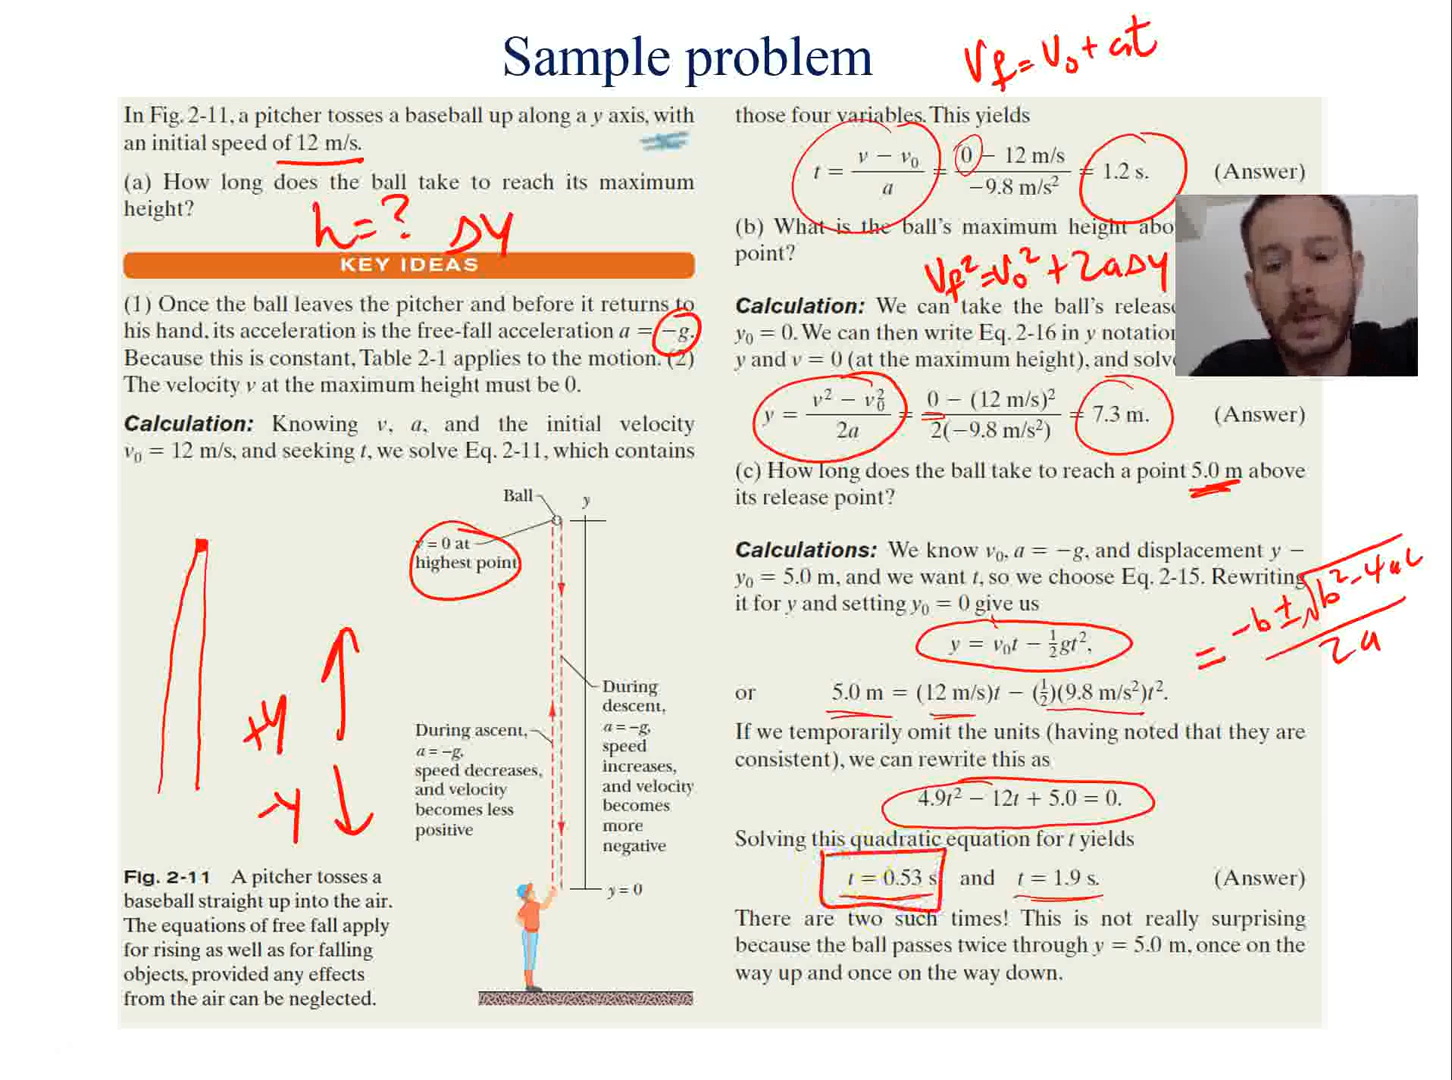 Sample problem
Vf = V0 + at
In Fig. 2-11, a pitcher tosses a baseball up along a y axis, with
an initial speed of 12 m/s.
(a) How long does the ball take to reach its maximum
height?
h=? Δy
KEY IDEAS
(1) Once the ball leaves the pitcher and before it returns to
his hand, its acceleration is the free-fall acceleration a = −g.
Because this is constant, Table 2-1 applies to the motion. (2)
The velocity v at the maximum height must be 0.
Calculation: Knowing v, a, and the initial velocity
v0 = 12 m/s, and seeking t, we solve Eq. 2-11, which contains
Ball
y
v = 0 at
highest point
During ascent,
a = −g,
speed decreases,
and velocity
becomes less
positive
During
descent,
a = −g,
speed
increases,
and velocity
becomes
more
negative
y = 0
+y
-y
Fig. 2-11 A pitcher tosses a
baseball straight up into the air.
The equations of free fall apply
for rising as well as for falling
objects, provided any effects
from the air can be neglected.
those four variables. This yields
t = (v − v0)/a = (0 − 12 m/s)/(−9.8 m/s²) = 1.2 s. (Answer)
(b) What is the ball's maximum height
point?
Vf² = V0² + 2aΔy
Calculation: We can take the ball's
y0 = 0. We can then write Eq. 2-16 in y
y and v = 0 (at the maximum height), and
y = (v² − v0²)/2a = (0 − (12 m/s)²)/(2(−9.8 m/s²)) = 7.3 m. (Answer)
(c) How long does the ball take to reach a point 5.0 m above
its release point?
Calculations: We know v0, a = −g, and displacement y −
y0 = 5.0 m, and we want t, so we choose Eq. 2-15. Rewriting
it for y and setting y0 = 0 give us
y = v0t − ½gt²,
= (-b ± √(b²-4ac))/2a
or 5.0 m = (12 m/s)t − (½)(9.8 m/s²)t².
If we temporarily omit the units (having noted that they are
consistent), we can rewrite this as
4.9t² − 12t + 5.0 = 0.
Solving this quadratic equation for t yields
t = 0.53 s and t = 1.9 s. (Answer)
There are two such times! This is not really surprising
because the ball passes twice through y = 5.0 m, once on the
way up and once on the way down.